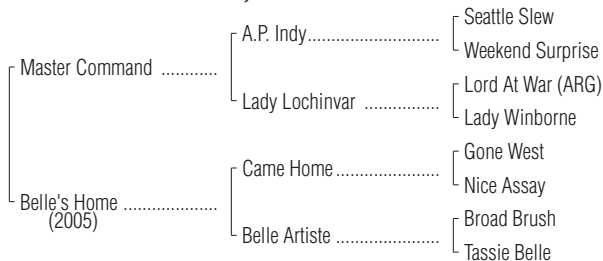 Seattle Slew
A.P. Indy...............................
Weekend Surprise
Master Command ............
Lord At War (ARG)
Lady Lochinvar ..................
Lady Winborne
Gone West
Came Home.........................
Nice Assay
Belle's Home ....................
(2005)
Broad Brush
Belle Artiste .........................
Tassie Belle